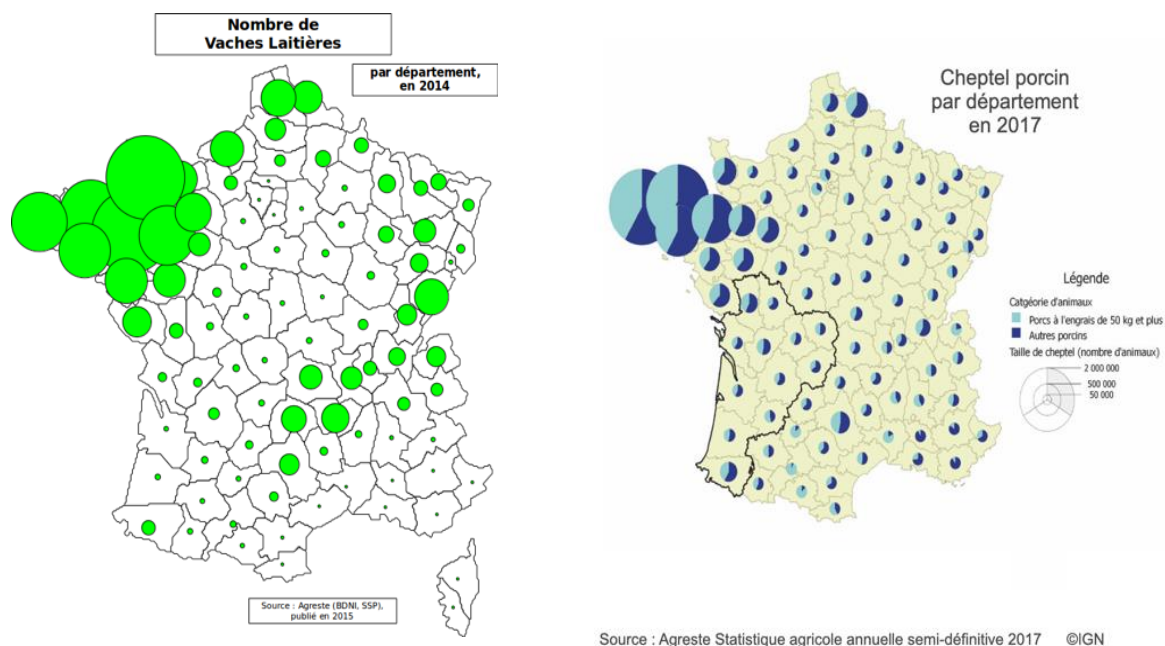 Nombre de
Vaches Laitières
par département,
en 2014
Source : Agreste (BDNI, SSP),
publié en 2015
Cheptel porcin
par département
en 2017
Légende
Catgéorie d'animaux
Porcs à l'engrais de 50 kg et plus
Autres porcins
Taille de cheptel (nombre d'animaux)
2 000 000
500 000
50 000
Source : Agreste Statistique agricole annuelle semi-définitive 2017 ©IGN